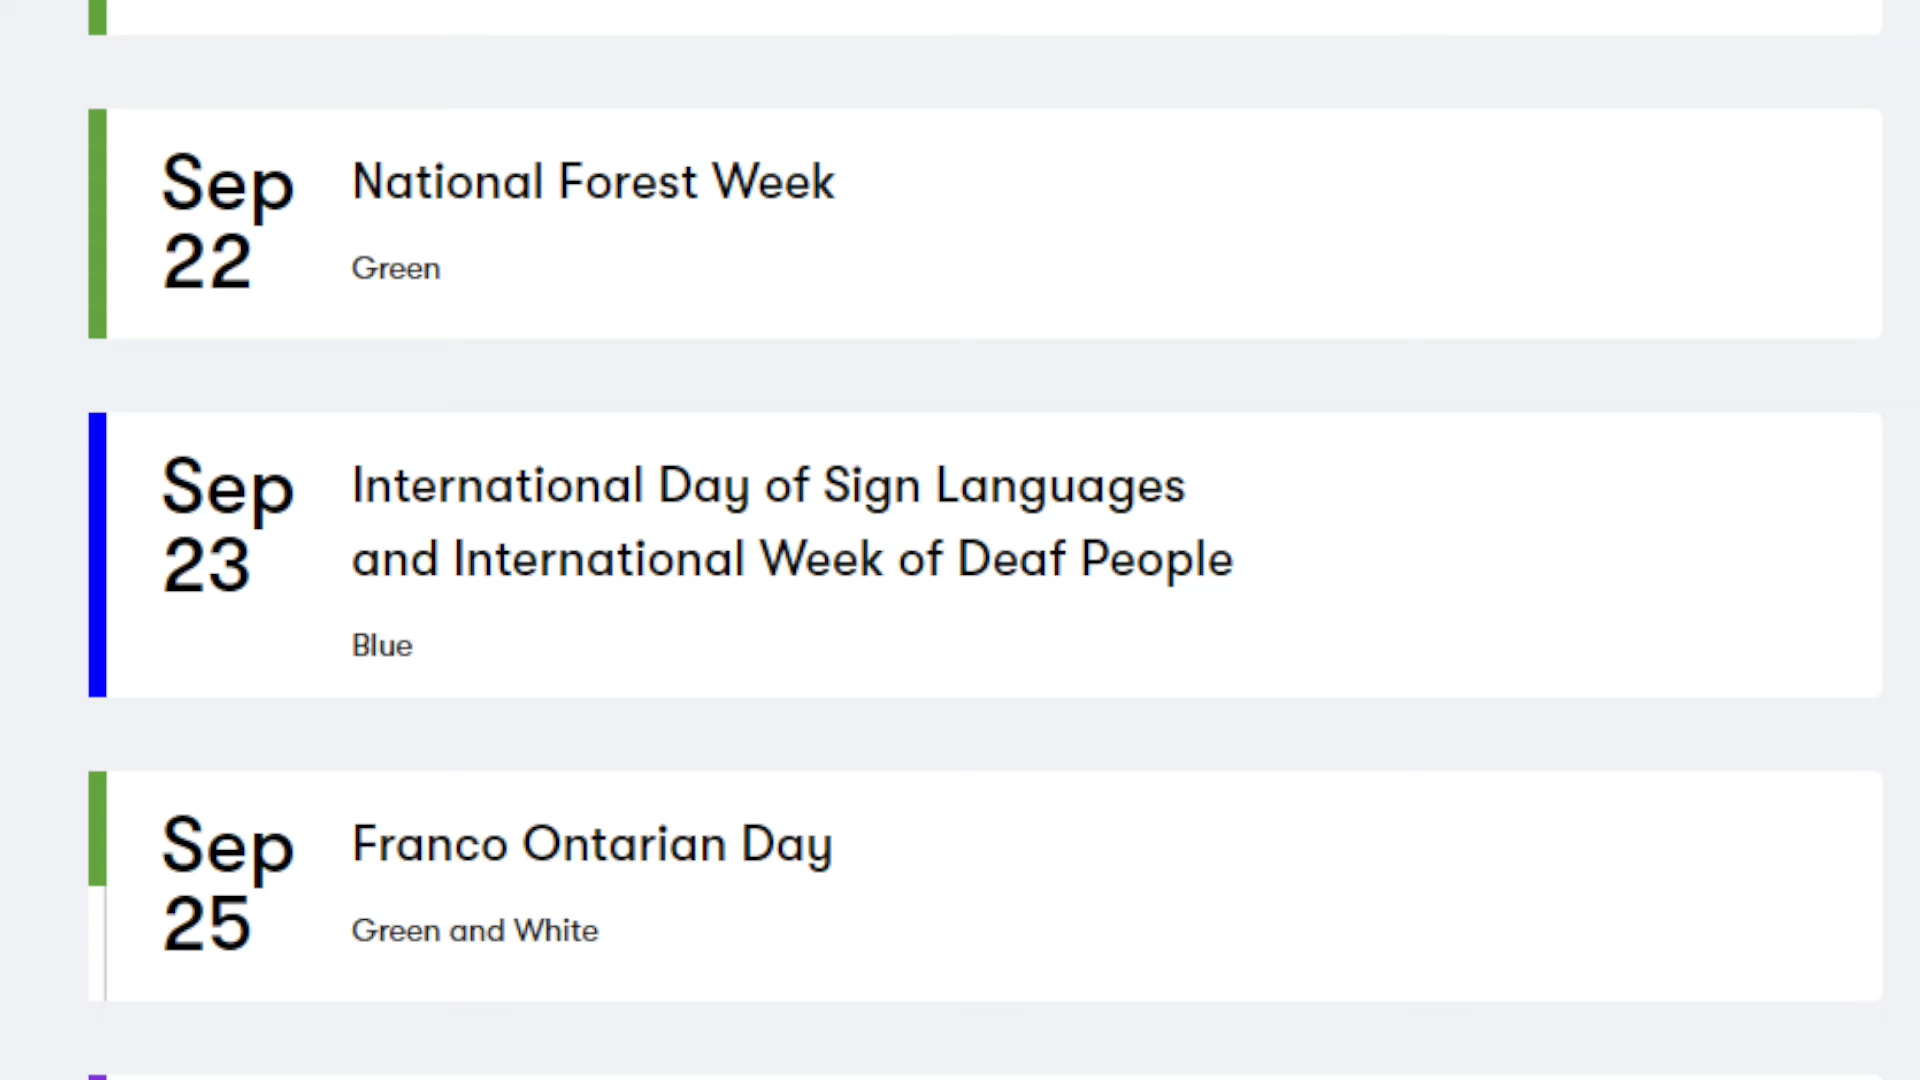 Sep
22
National Forest Week
Green
Sep
23
International Day of Sign Languages
and International Week of Deaf People
Blue
Sep
25
Franco Ontarian Day
Green and White